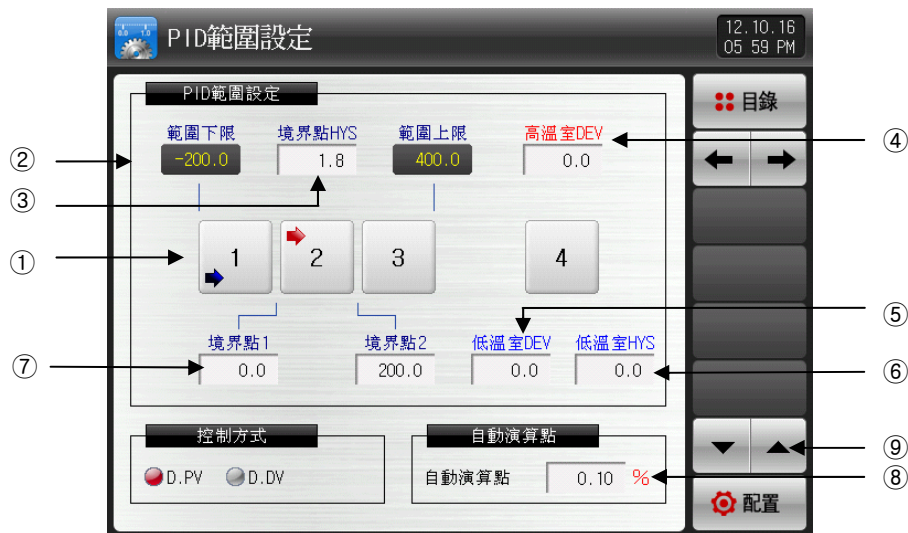 PID範圍設定
12.10.16
05 59 PM
PID範圍設定
目錄
範圍下限 境界點HYS 範圍上限 高溫室DEV
④
② -200.0 1.8 400.0 0.0
③
① 1 2 3 4
⑤
境界點1 境界點2 低溫室DEV 低溫室HYS
⑦ 0.0 200.0 0.0 0.0 ⑥
控制方式 自動演算點
⑨
D.PV D.DV 自動演算點 0.10 % ⑧
配置